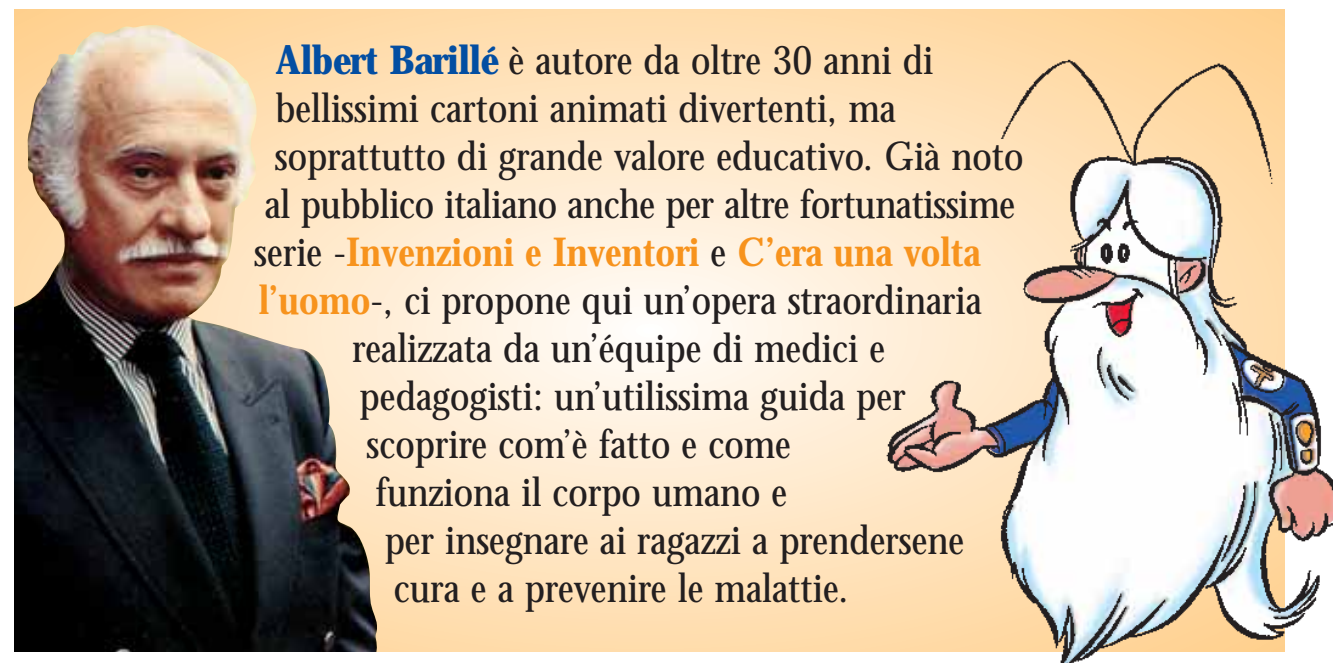 Albert Barillé è autore da oltre 30 anni di
bellissimi cartoni animati divertenti, ma
soprattutto di grande valore educativo. Già noto
al pubblico italiano anche per altre fortunatissime
serie -Invenzioni e Inventori e C'era una volta
l'uomo-, ci propone qui un'opera straordinaria
realizzata da un'équipe di medici e
pedagogisti: un'utilissima guida per
scoprire com'è fatto e come
funziona il corpo umano e
per insegnare ai ragazzi a prendersene
cura e a prevenire le malattie.